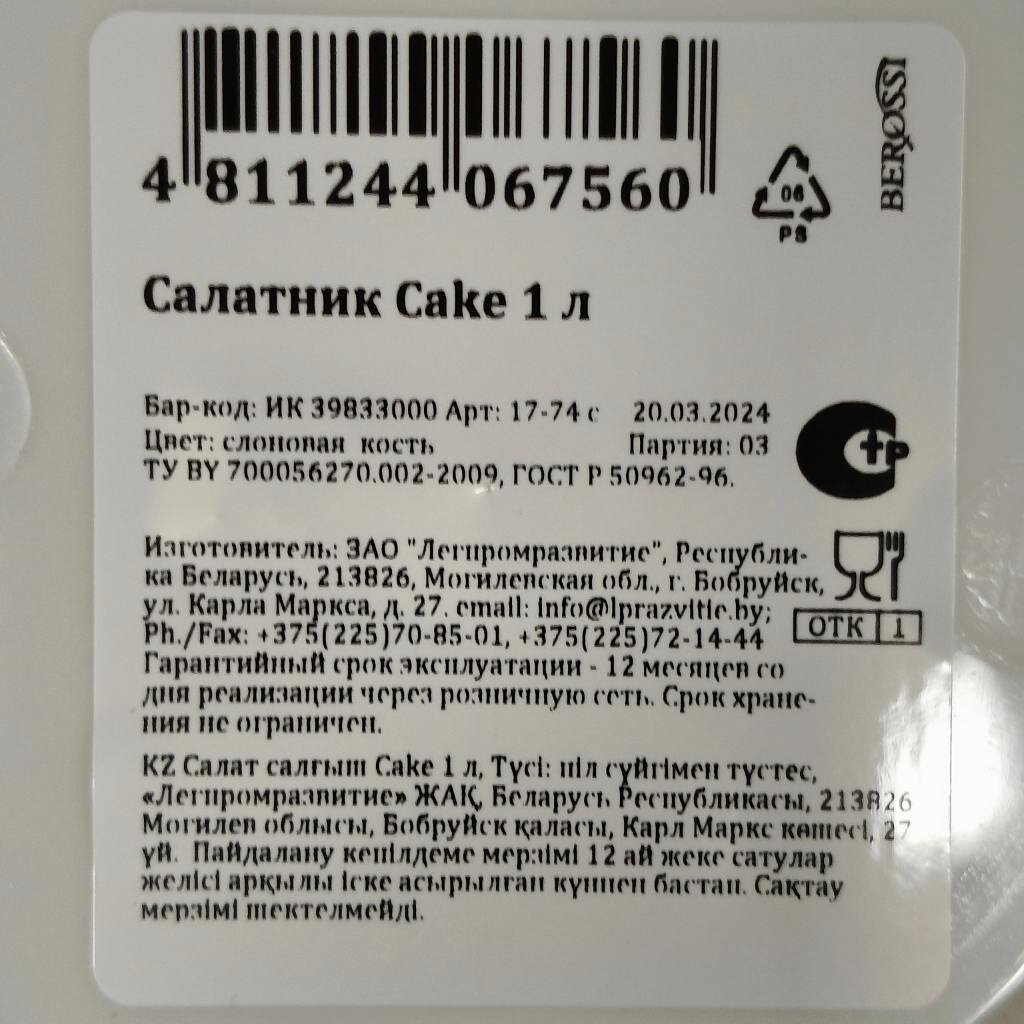 4 811244 067560
06
PS
BEROSSI
Салатник Cake 1 л
Бар-код: ИК 39833000 Арт: 17-74 с 20.03.2024
Цвет: слоновая кость Партия: 03
ТУ BY 700056270.002-2009, ГОСТ Р 50962-96.
Изготовитель: ЗАО "Легпромразвитие", Республи-
ка Беларусь, 213826, Могилевская обл., г. Бобруйск,
ул. Карла Маркса, д. 27. email: info@lprazvitie.by;
Ph./Fax: +375(225)70-85-01, +375(225)72-14-44
ОТК 1
Гарантийный срок эксплуатации - 12 месяцев со
дня реализации через розничную сеть. Срок хране-
ния не ограничен.
KZ Салат салғыш Cake 1 л, Түсі: піл сүйгімен түстес,
«Легпромразвитие» ЖАҚ, Беларусь Республикасы, 213826
Могилев облысы, Бобруйск қаласы, Карл Маркс көшесі, 27
үй. Пайдалану кепілдеме мерзімі 12 ай жеке сатулар
желісі арқылы іске асырылған күннен бастап. Сақтау
мерзімі шектелмейді.